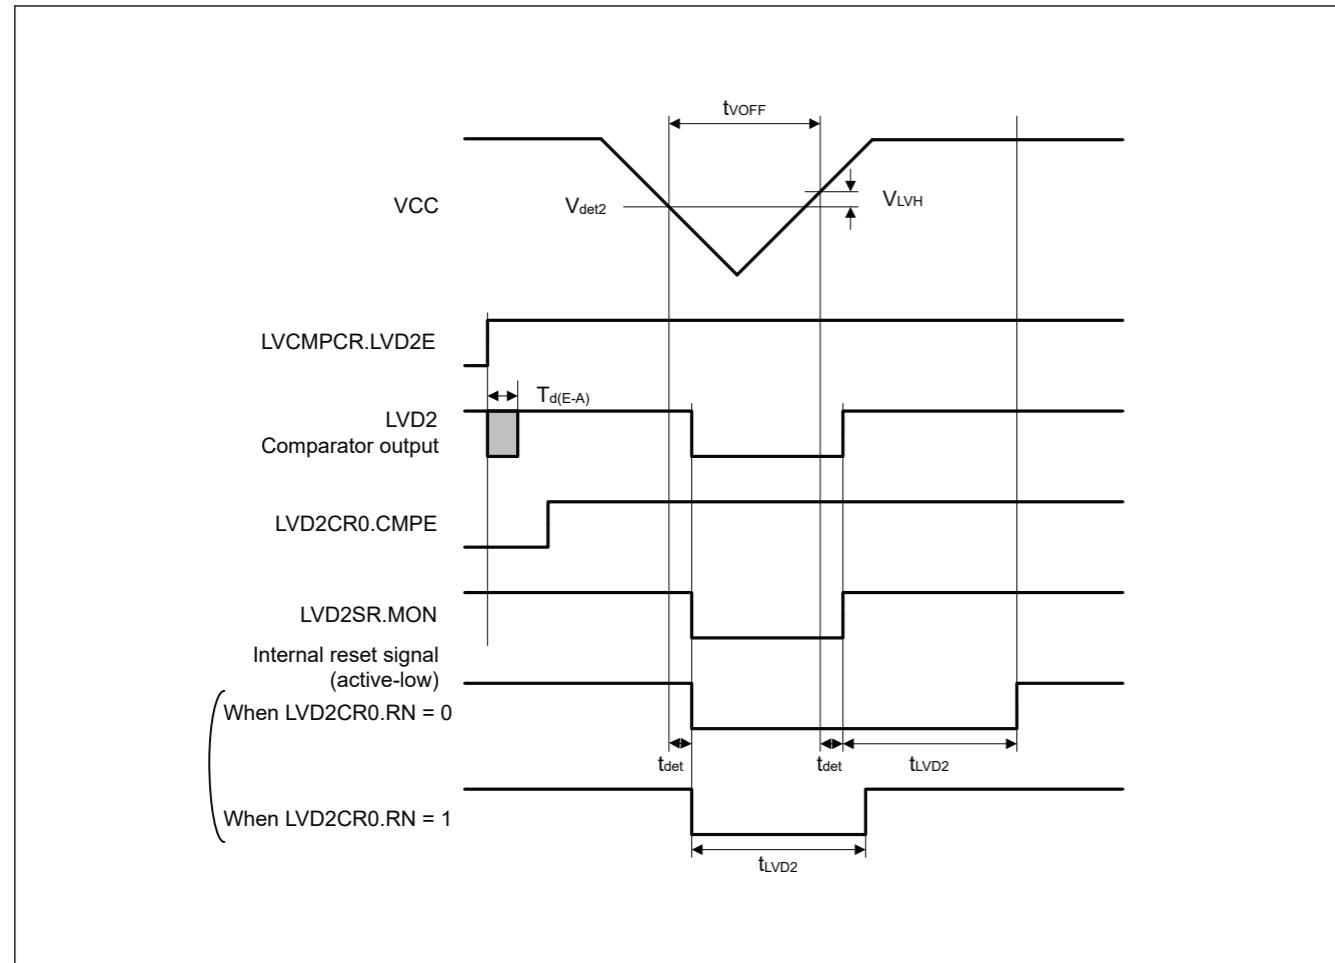 tVOFF
VCC
Vdet2
VLVH
LVCMPCR.LVD2E
Td(E-A)
LVD2
Comparator output
LVD2CR0.CMPE
LVD2SR.MON
Internal reset signal
(active-low)
When LVD2CR0.RN = 0
tdet
tdet
tLVD2
When LVD2CR0.RN = 1
tLVD2